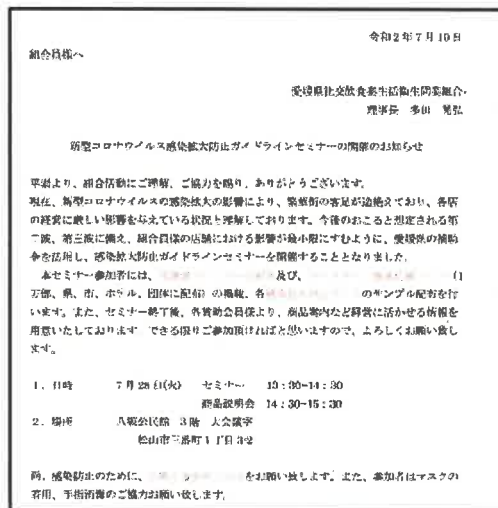 令和2年7月10日
組合員様へ
愛媛県社交飲食業生活衛生同業組合
理事長 多田
新型コロナウイルス感染拡大防止ガイドラインセミナーの開催のお知らせ
平素より、組合活動にご理解、ご協力を賜り、ありがとうございます。
現在、新型コロナウイルスの感染拡大の影響により、繁華街の客足が途絶えており、各店
の経営に厳しい影響を与えている状況と理解しております。今後のおこると想定される第
二波、第三波に備え、組合員様の店舗における影響が最小限にすむように、愛媛県の補助
金を活用し、感染拡大防止ガイドラインセミナーを開催することとなりました。
本セミナー参加者には、 及び、 (1
万部、県、市、ホテル、団体に配布)の掲載、各 のサンプル配布を行
います。また、セミナー終了後、各賛助会員様より、商品案内など経営に活かせる情報を
用意いたしております。できる限りご参加頂ければと思いますので、よろしくお願い致し
ます。
1．日時 7月28日(火) セミナー 13：30-14：30
商品説明会 14：30-15：30
2．場所 八坂公民館 3階 大会議室
松山市三番町1丁目3-2
尚、感染防止のために、 をお願い致します。また、参加者はマスクの
着用、手指消毒のご協力お願い致します。